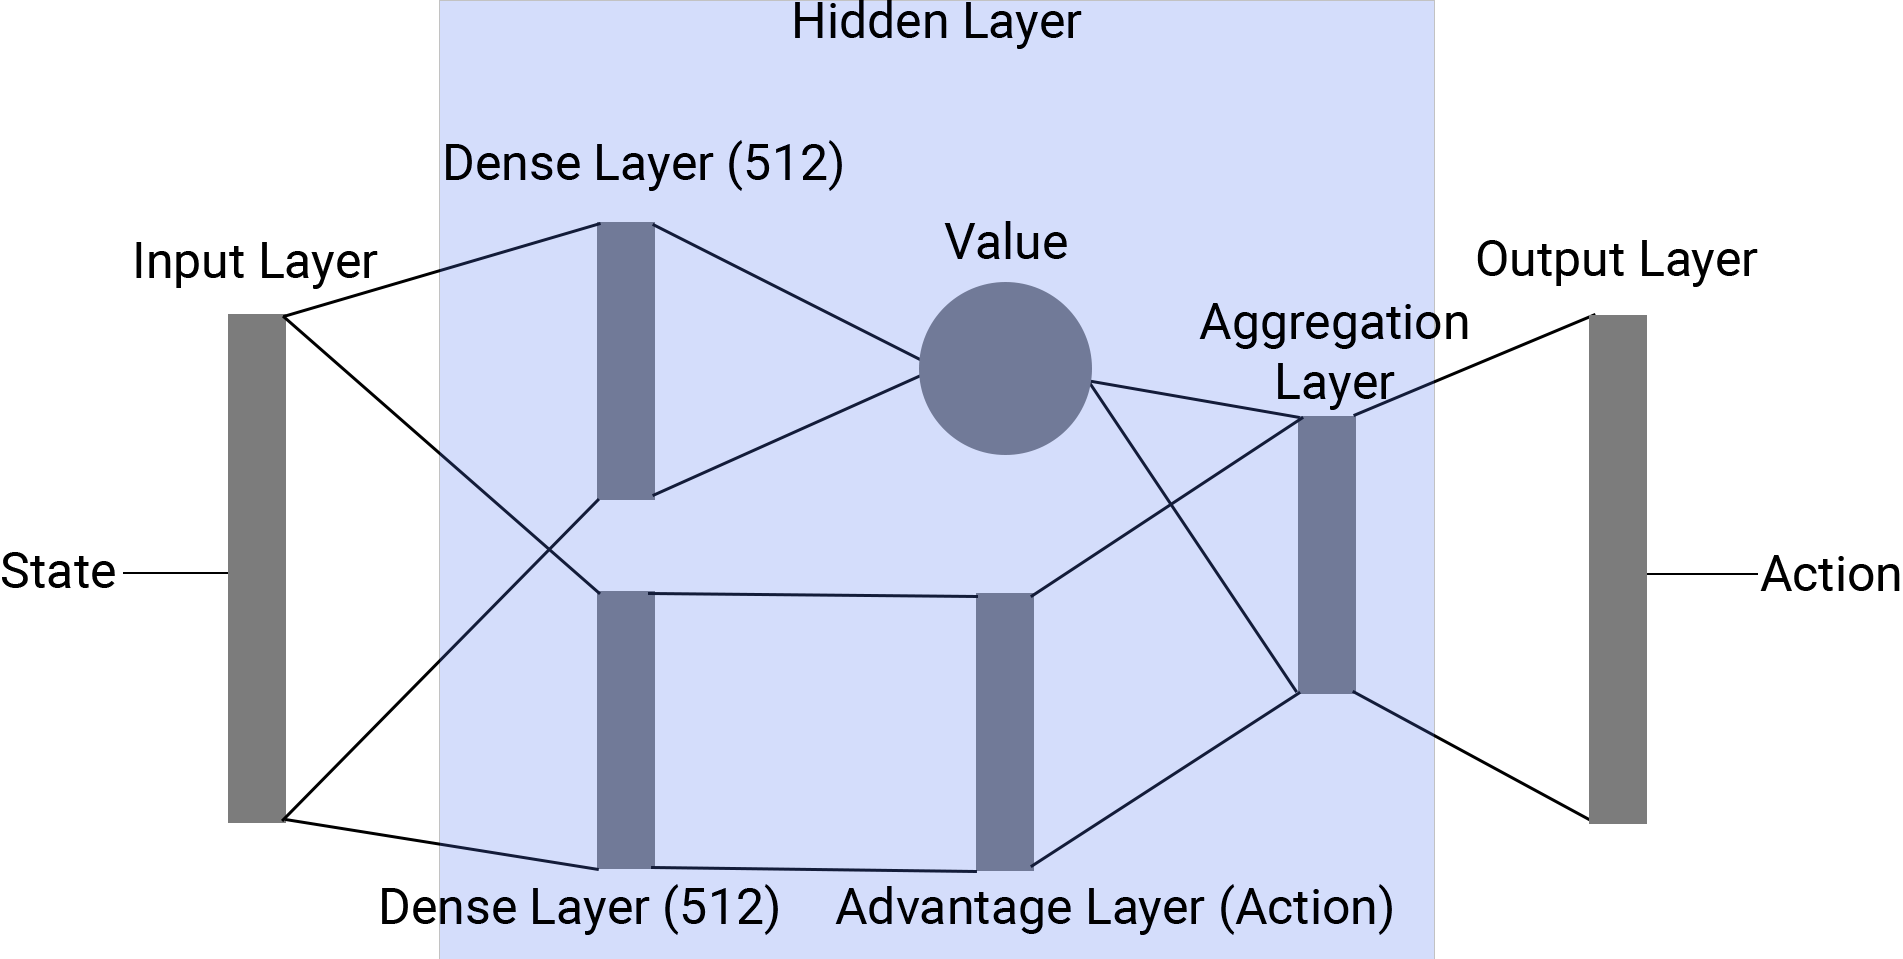 Hidden Layer
Dense Layer (512)
Input Layer
Value
Output Layer
Aggregation
Layer
State
Action
Dense Layer (512)
Advantage Layer (Action)